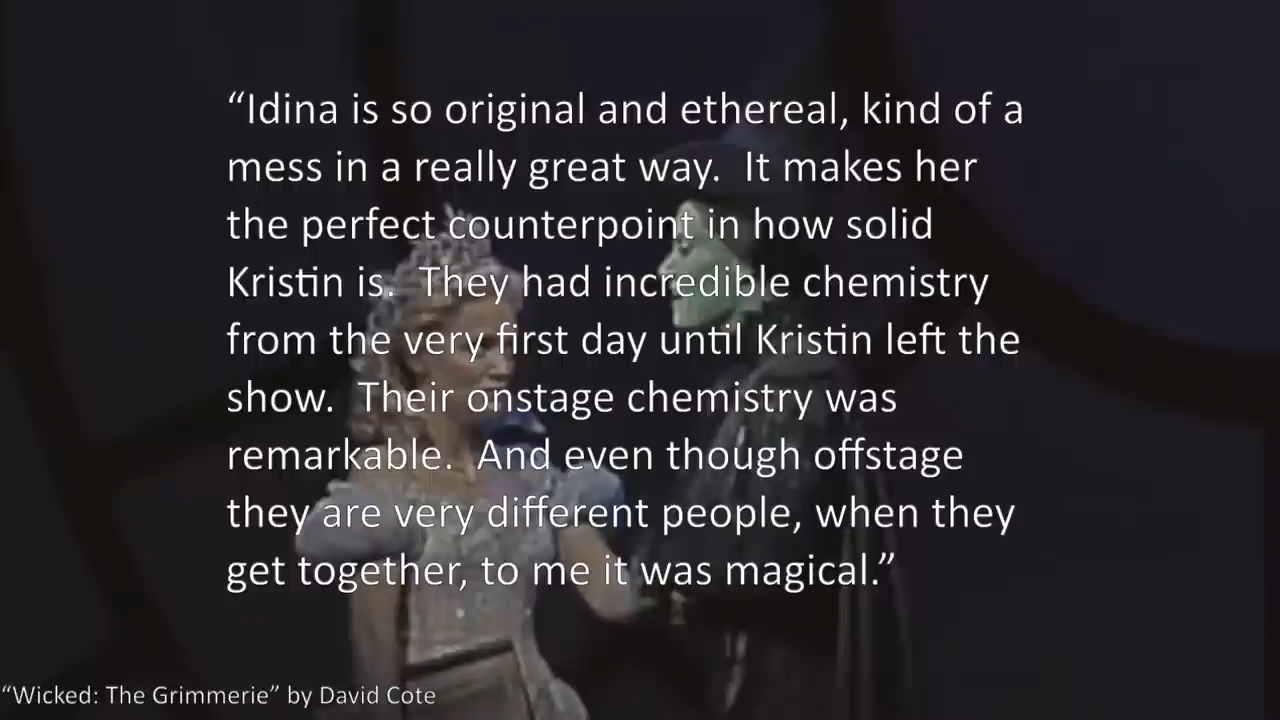 “Idina is so original and ethereal, kind of a
mess in a really great way.  It makes her
the perfect counterpoint in how solid
Kristin is.  They had incredible chemistry
from the very first day until Kristin left the
show.  Their onstage chemistry was
remarkable.  And even though offstage
they are very different people, when they
get together, to me it was magical.”
“Wicked: The Grimmerie” by David Cote